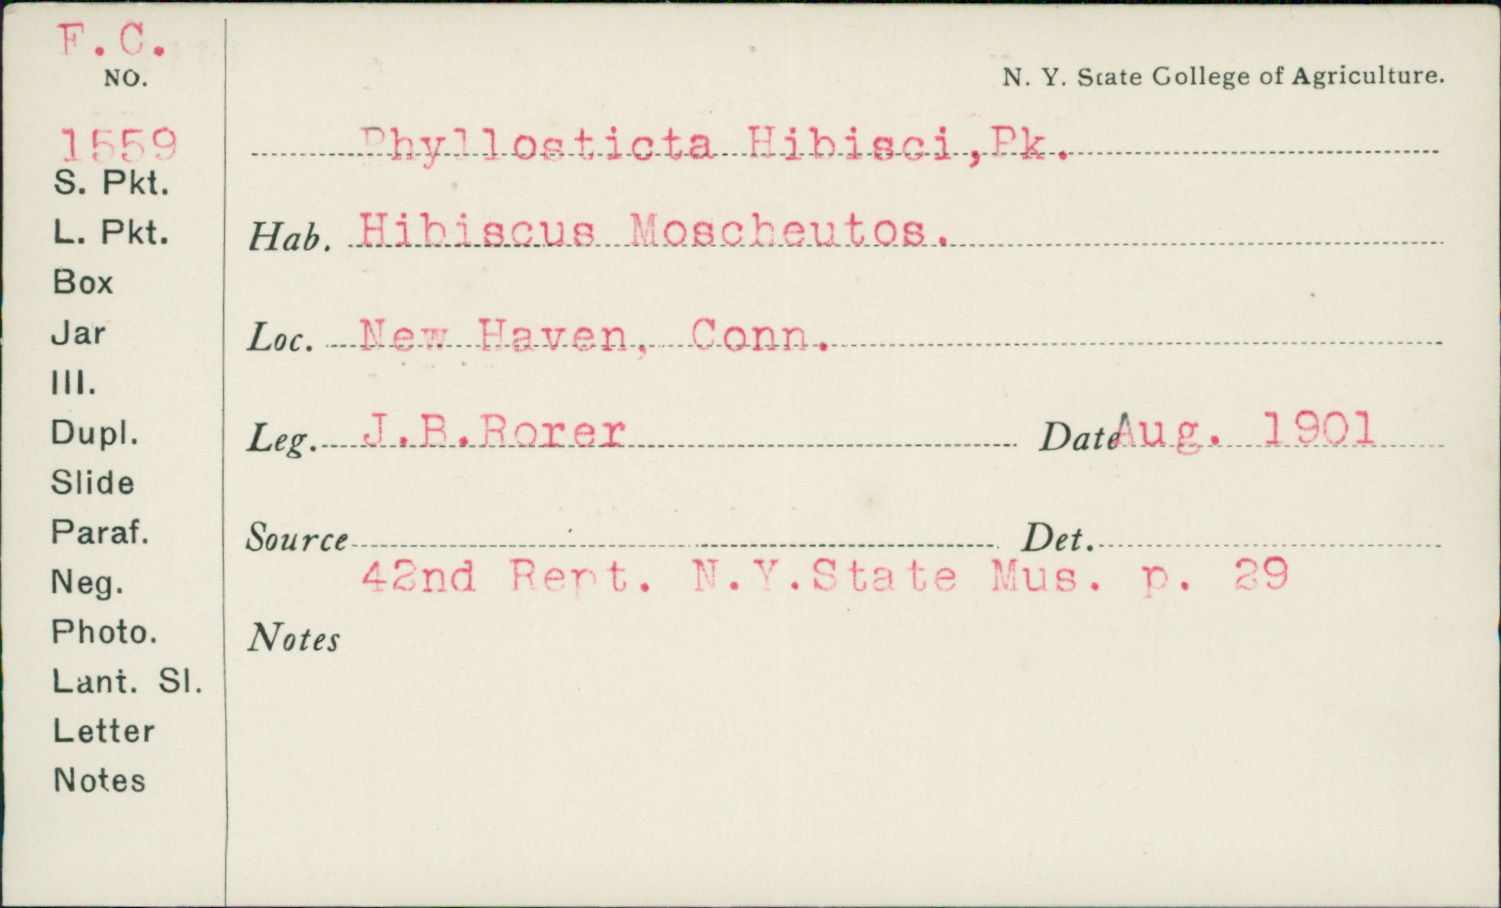 F.C.
NO.
N. Y. State College of Agriculture.
1559
Phyllosticta Hibisci,Pk.
S. Pkt.
L. Pkt.
Hab. Hibiscus Moscheutos.
Box
Jar
Loc. New Haven, Conn.
Ill.
Dupl.
Leg. J.B.Rorer Date Aug. 1901
Slide
Paraf.
Source Det.
Neg.
42nd Rept. N.Y.State Mus. p. 29
Photo.
Notes
Lant. Sl.
Letter
Notes